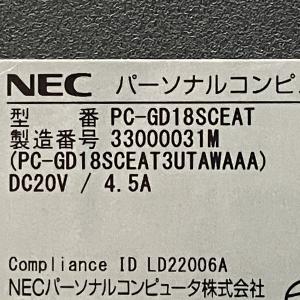 NEC パーソナルコンピ
型 番 PC-GD18SCEAT
製造番号 33000031M
(PC-GD18SCEAT3UTAWAAA)
DC20V / 4.5A
Compliance ID LD22006A
NECパーソナルコンピュータ株式会社